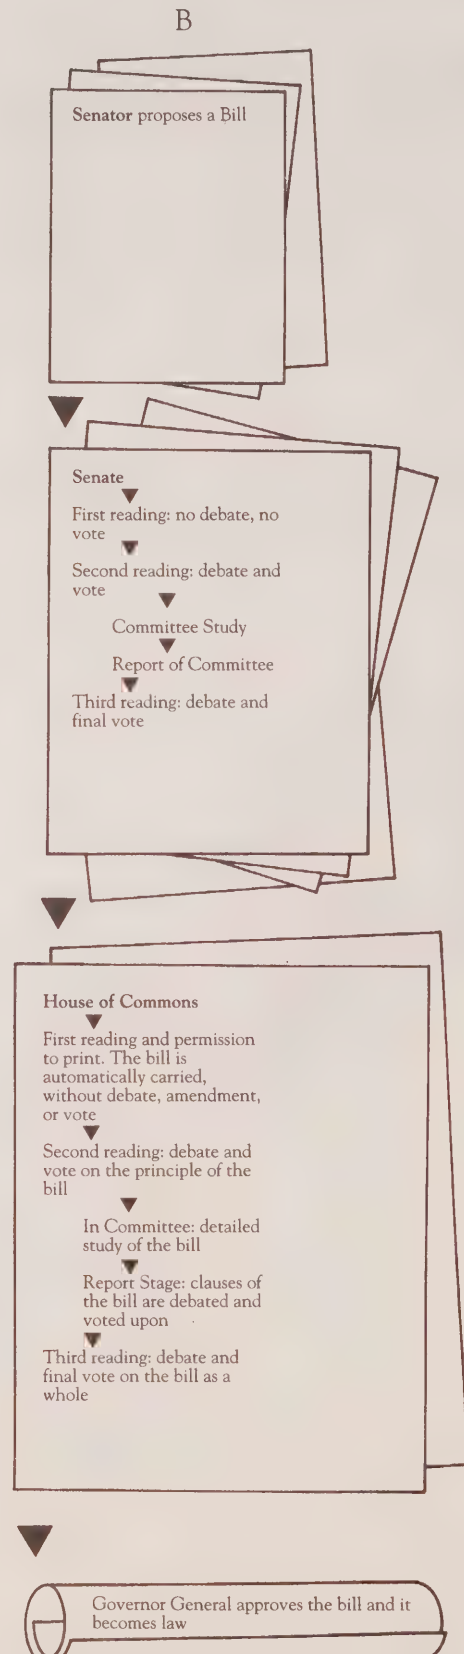 B
Senator proposes a Bill
Senate
First reading: no debate, no
vote
Second reading: debate and
vote
Committee Study
Report of Committee
Third reading: debate and
final vote
House of Commons
First reading and permission
to print. The bill is
automatically carried,
without debate, amendment,
or vote
Second reading: debate and
vote on the principle of the
bill
In Committee: detailed
study of the bill
Report Stage: clauses of
the bill are debated and
voted upon
Third reading: debate and
final vote on the bill as a
whole
Governor General approves the bill and it
becomes law